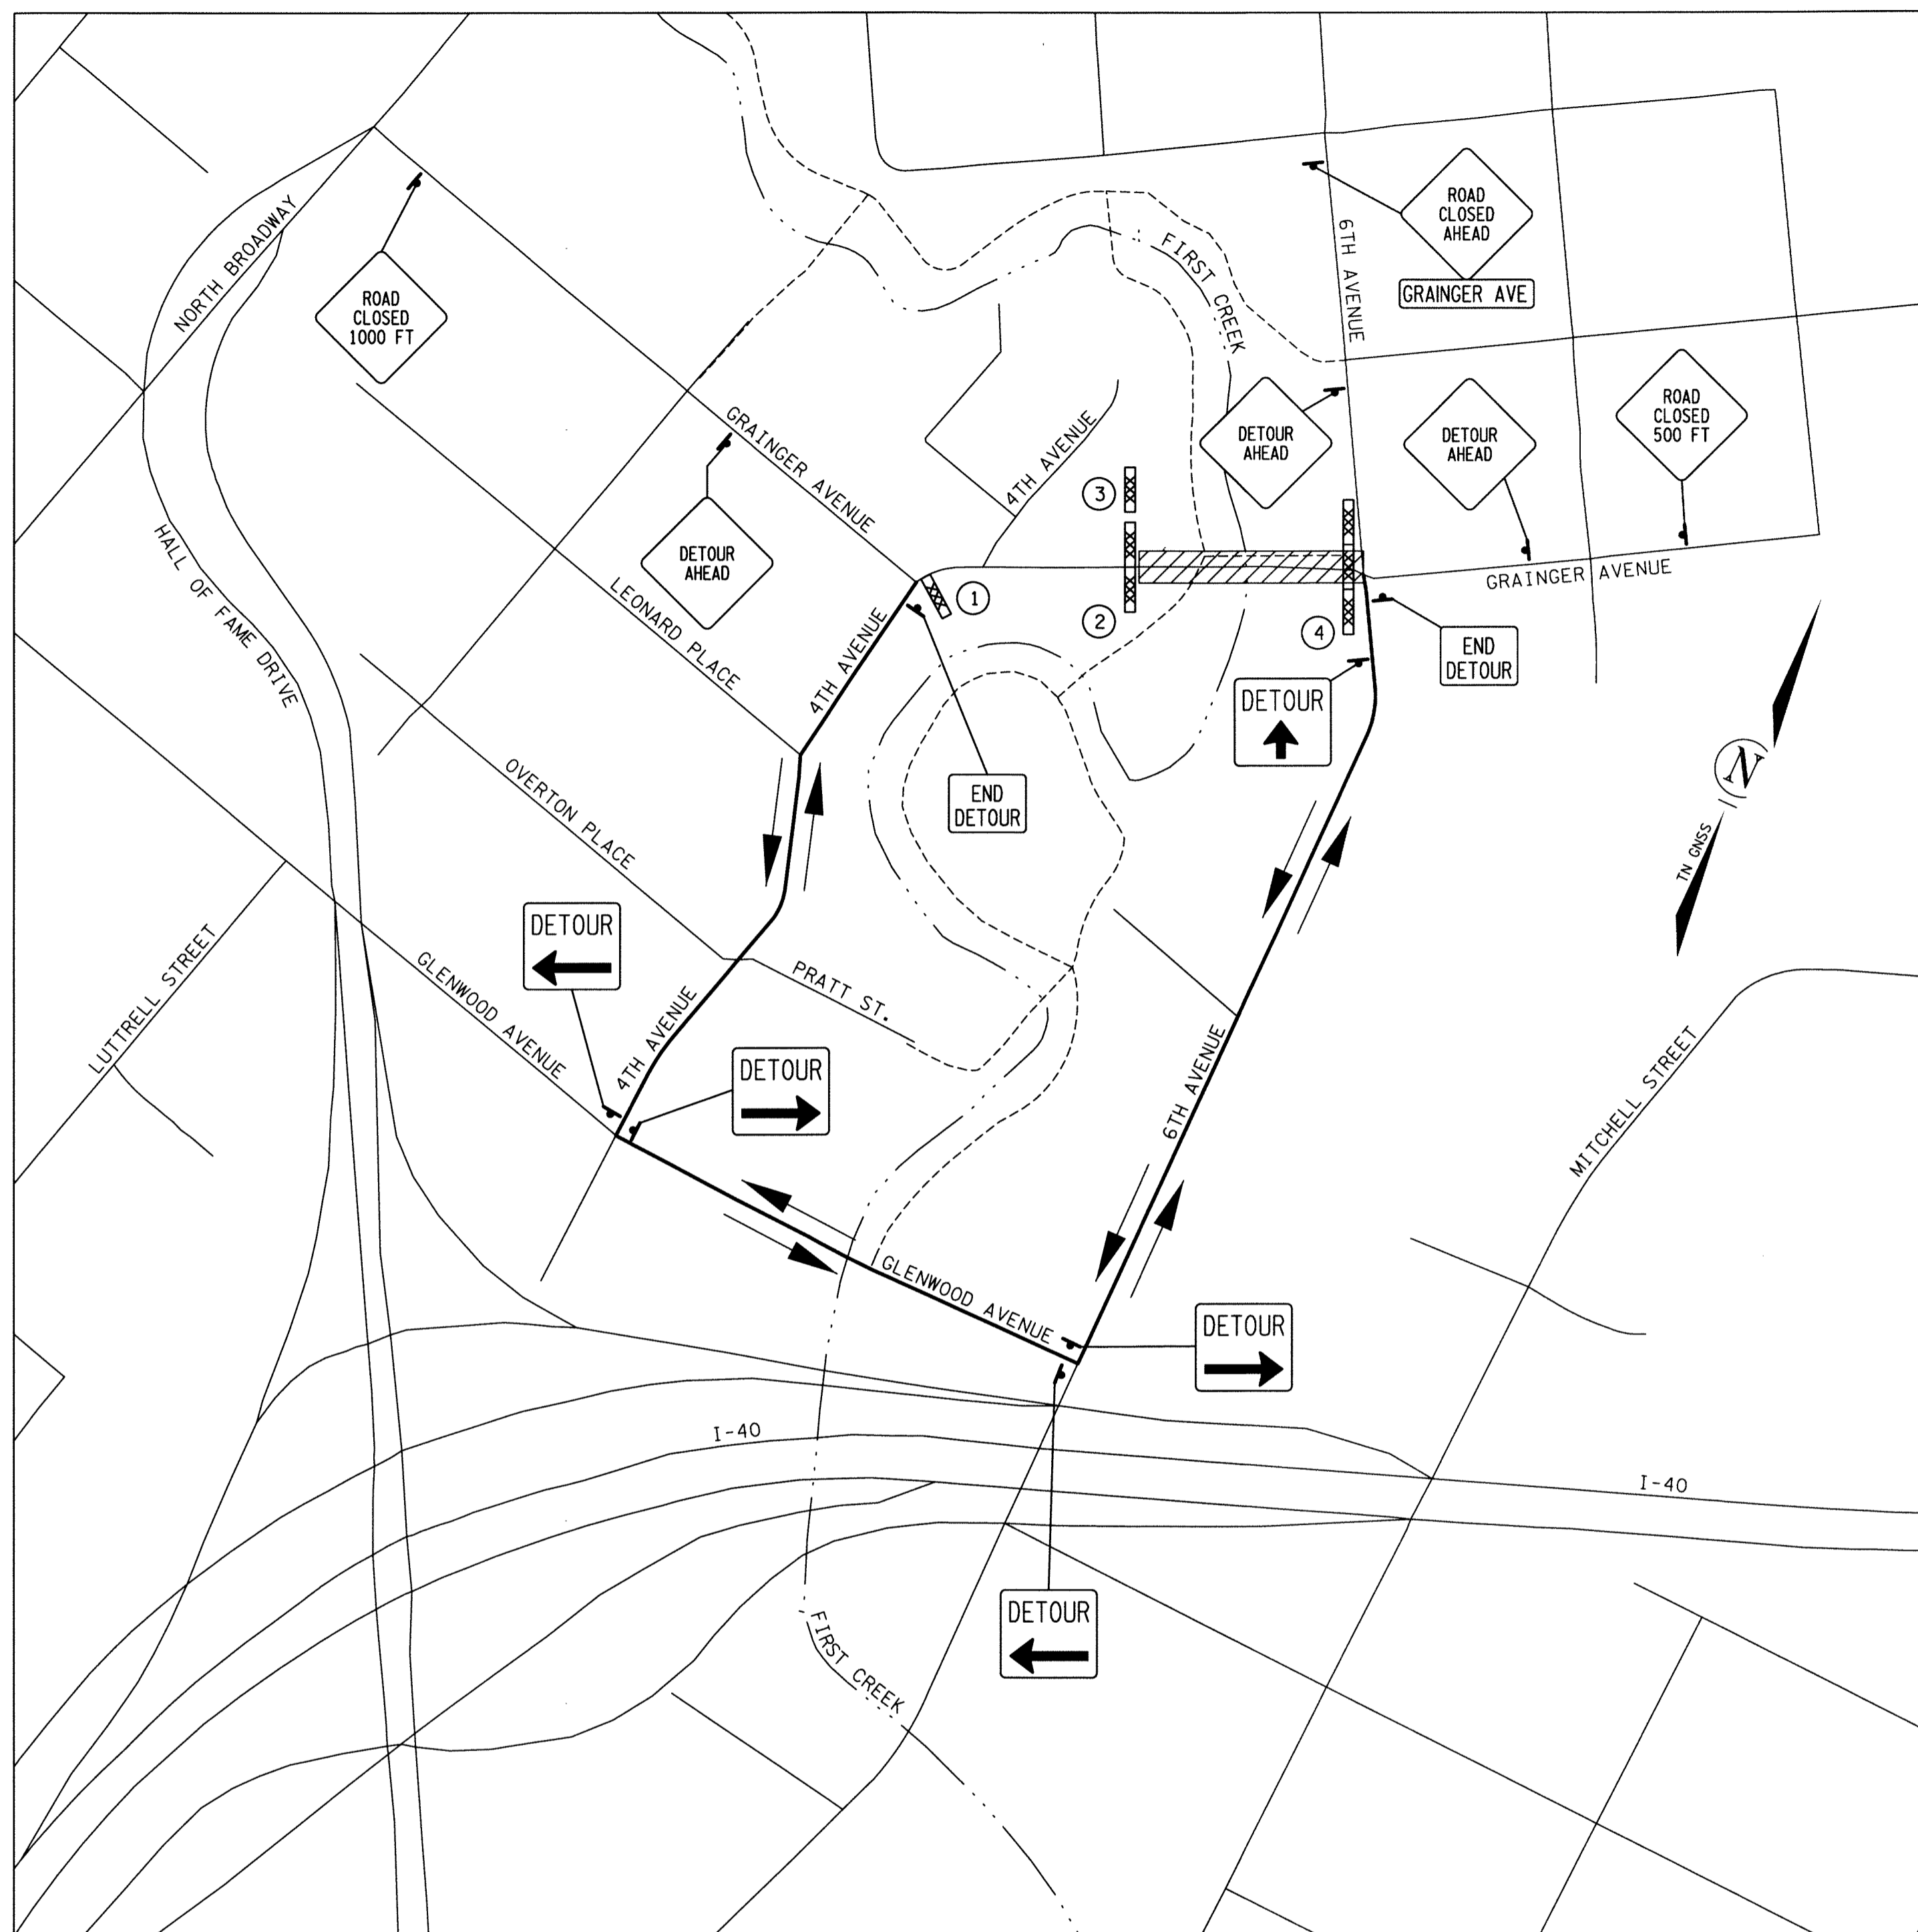 ROAD
CLOSED
AHEAD
GRAINGER AVE
6TH AVENUE
NORTH BROADWAY
ROAD
CLOSED
1000 FT
FIRST CREEK
GRAINGER AVENUE
4TH AVENUE
DETOUR
AHEAD
DETOUR
AHEAD
ROAD
CLOSED
500 FT
3
HALL OF FAME DRIVE
DETOUR
AHEAD
LEONARD PLACE
1
2
4
GRAINGER AVENUE
4TH AVENUE
END
DETOUR
DETOUR
N
TN GNSS
OVERTON PLACE
END
DETOUR
DETOUR
LUTTRELL STREET
GLENWOOD AVENUE
PRATT ST.
4TH AVENUE
DETOUR
6TH AVENUE
MITCHELL STREET
GLENWOOD AVENUE
DETOUR
I-40
I-40
DETOUR
FIRST CREEK